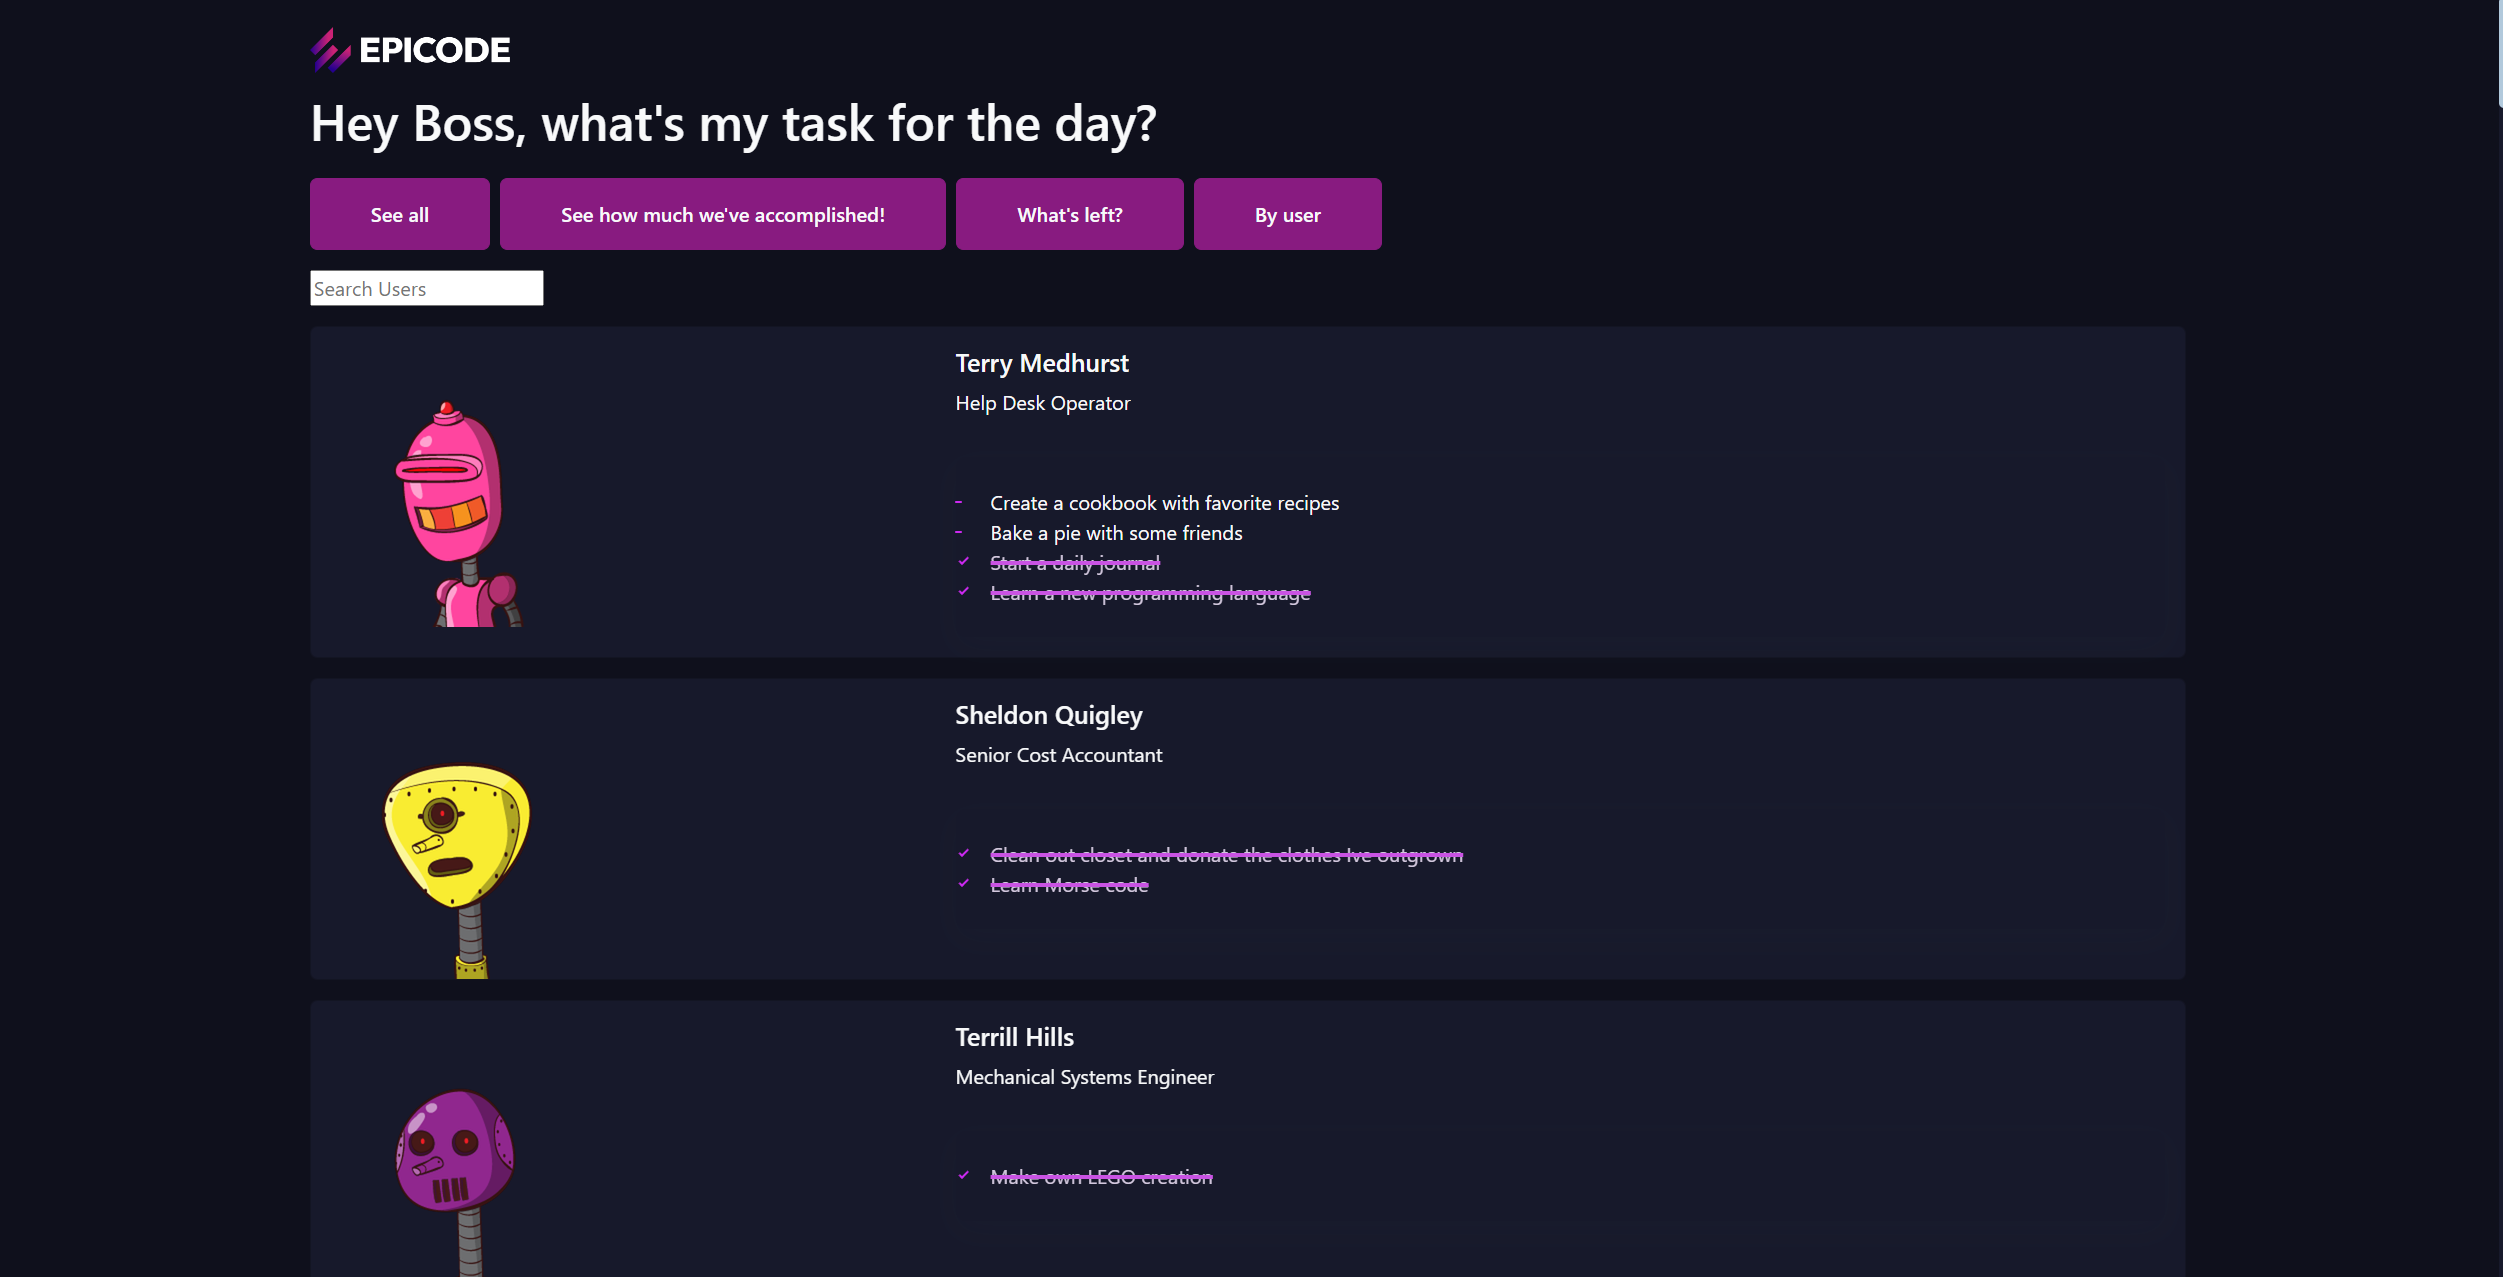 EPICODE
Hey Boss, what's my task for the day?
See all
See how much we've accomplished!
What's left?
By user
Search Users
Terry Medhurst
Help Desk Operator
- Create a cookbook with favorite recipes
- Bake a pie with some friends
✓ Start a daily journal
✓ Learn a new programming language
Sheldon Quigley
Senior Cost Accountant
✓ Clean out closet and donate the clothes Ive outgrown
✓ Learn Morse code
Terrill Hills
Mechanical Systems Engineer
✓ Make own LEGO creation